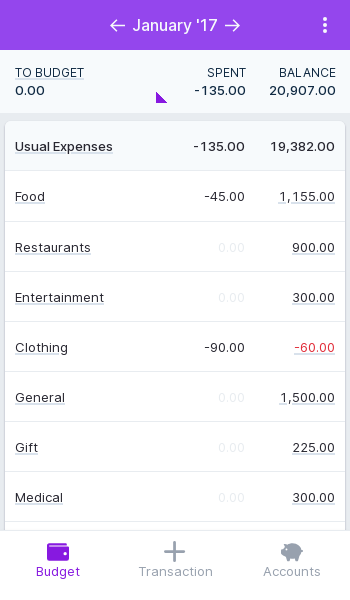 ← January '17 →
TO BUDGET SPENT BALANCE
0.00 -135.00 20,907.00
Usual Expenses -135.00 19,382.00
Food -45.00 1,155.00
Restaurants 0.00 900.00
Entertainment 0.00 300.00
Clothing -90.00 -60.00
General 0.00 1,500.00
Gift 0.00 225.00
Medical 0.00 300.00
Budget Transaction Accounts